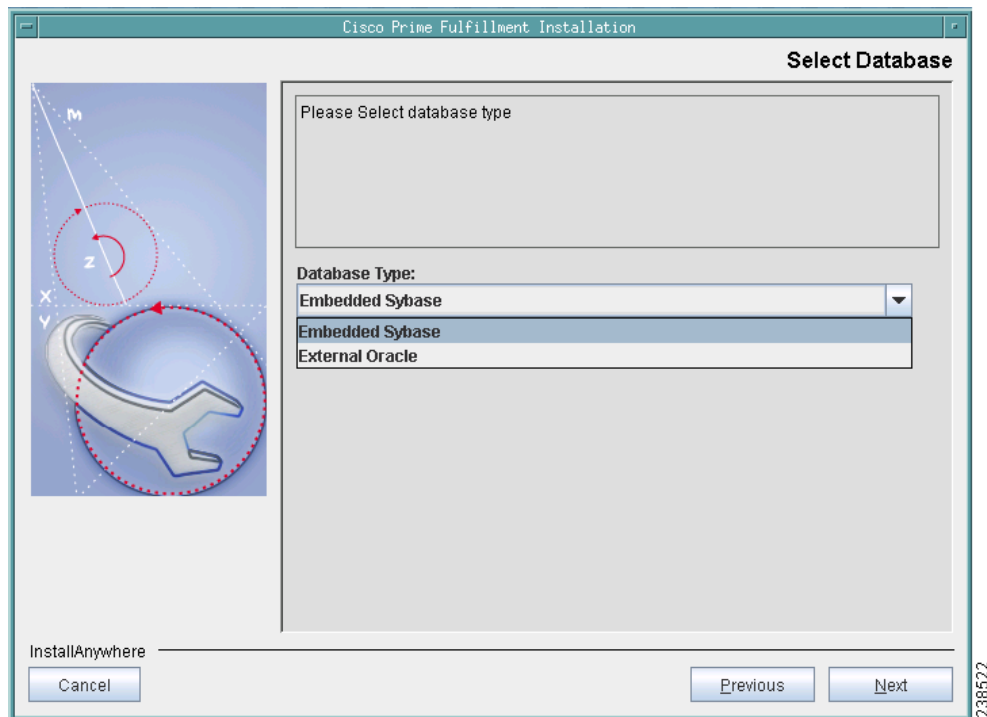 Cisco Prime Fulfillment Installation
Select Database
Please Select database type
M
Z
X
Y
Database Type:
Embedded Sybase
Embedded Sybase
External Oracle
InstallAnywhere
Cancel
Previous
Next
238522